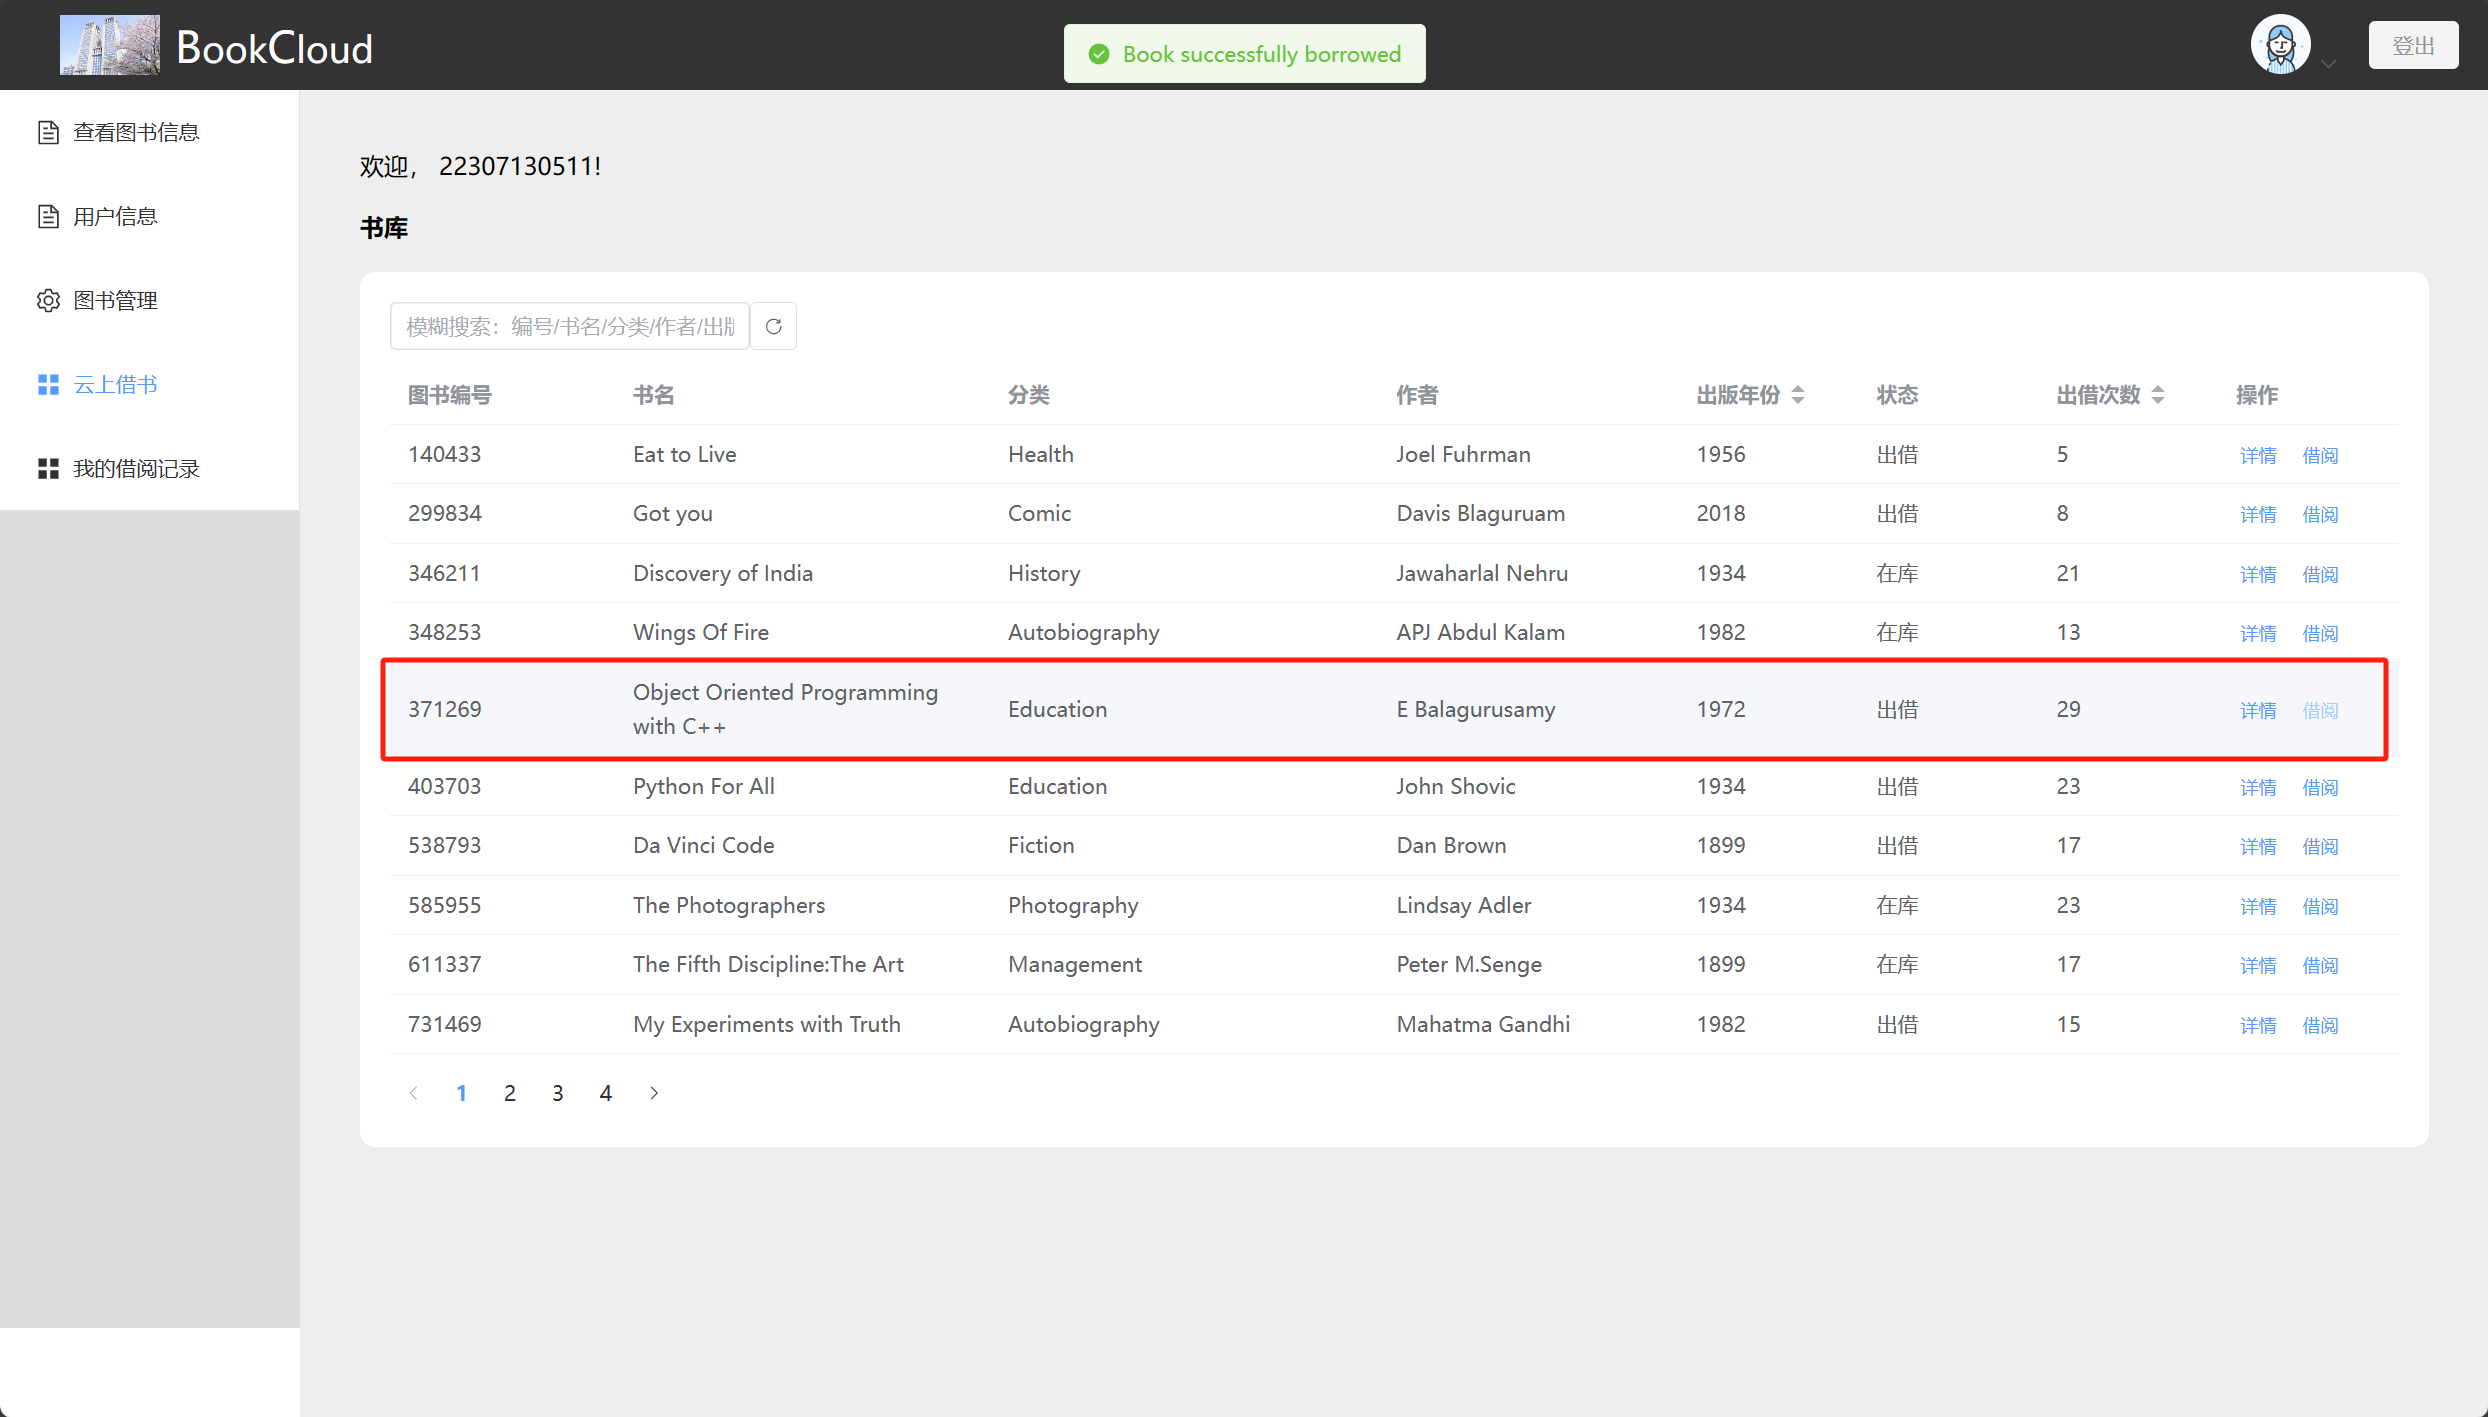 BookCloud
Book successfully borrowed
登出
查看图书信息
用户信息
图书管理
云上借书
我的借阅记录
欢迎， 22307130511!
书库
模糊搜索：编号/书名/分类/作者/出版
图书编号 书名 分类 作者 出版年份 状态 出借次数 操作
140433 Eat to Live Health Joel Fuhrman 1956 出借 5 详情 借阅
299834 Got you Comic Davis Blaguruam 2018 出借 8 详情 借阅
346211 Discovery of India History Jawaharlal Nehru 1934 在库 21 详情 借阅
348253 Wings Of Fire Autobiography APJ Abdul Kalam 1982 在库 13 详情 借阅
371269 Object Oriented Programming
with C++ Education E Balagurusamy 1972 出借 29 详情 借阅
403703 Python For All Education John Shovic 1934 出借 23 详情 借阅
538793 Da Vinci Code Fiction Dan Brown 1899 出借 17 详情 借阅
585955 The Photographers Photography Lindsay Adler 1934 在库 23 详情 借阅
611337 The Fifth Discipline:The Art Management Peter M.Senge 1899 在库 17 详情 借阅
731469 My Experiments with Truth Autobiography Mahatma Gandhi 1982 出借 15 详情 借阅
1 2 3 4